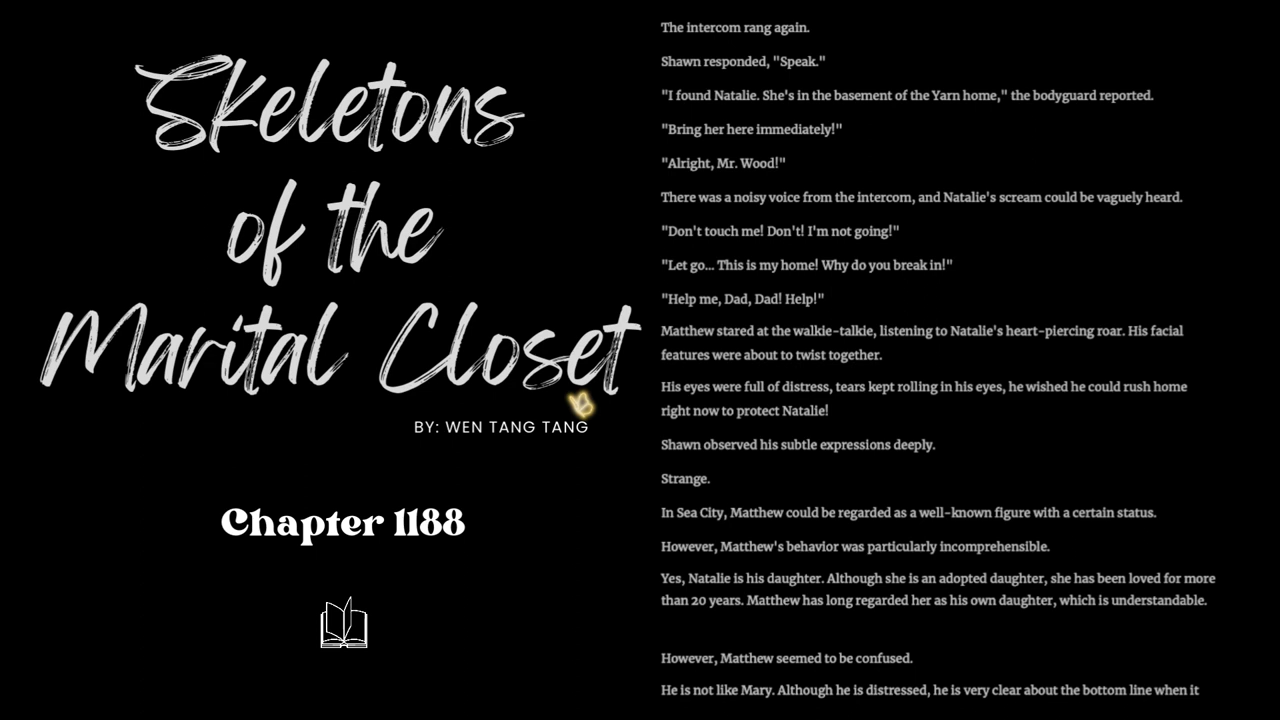 Skeletons
of the
Marital Closet
BY: WEN TANG TANG
Chapter 1188
The intercom rang again.
Shawn responded, "Speak."
"I found Natalie. She's in the basement of the Yarn home," the bodyguard reported.
"Bring her here immediately!"
"Alright, Mr. Wood!"
There was a noisy voice from the intercom, and Natalie's scream could be vaguely heard.
"Don't touch me! Don't! I'm not going!"
"Let go... This is my home! Why do you break in!"
"Help me, Dad, Dad! Help!"
Matthew stared at the walkie-talkie, listening to Natalie's heart-piercing roar. His facial
features were about to twist together.
His eyes were full of distress, tears kept rolling in his eyes, he wished he could rush home
right now to protect Natalie!
Shawn observed his subtle expressions deeply.
Strange.
In Sea City, Matthew could be regarded as a well-known figure with a certain status.
However, Matthew's behavior was particularly incomprehensible.
Yes, Natalie is his daughter. Although she is an adopted daughter, she has been loved for more
than 20 years. Matthew has long regarded her as his own daughter, which is understandable.
However, Matthew seemed to be confused.
He is not like Mary. Although he is distressed, he is very clear about the bottom line when it